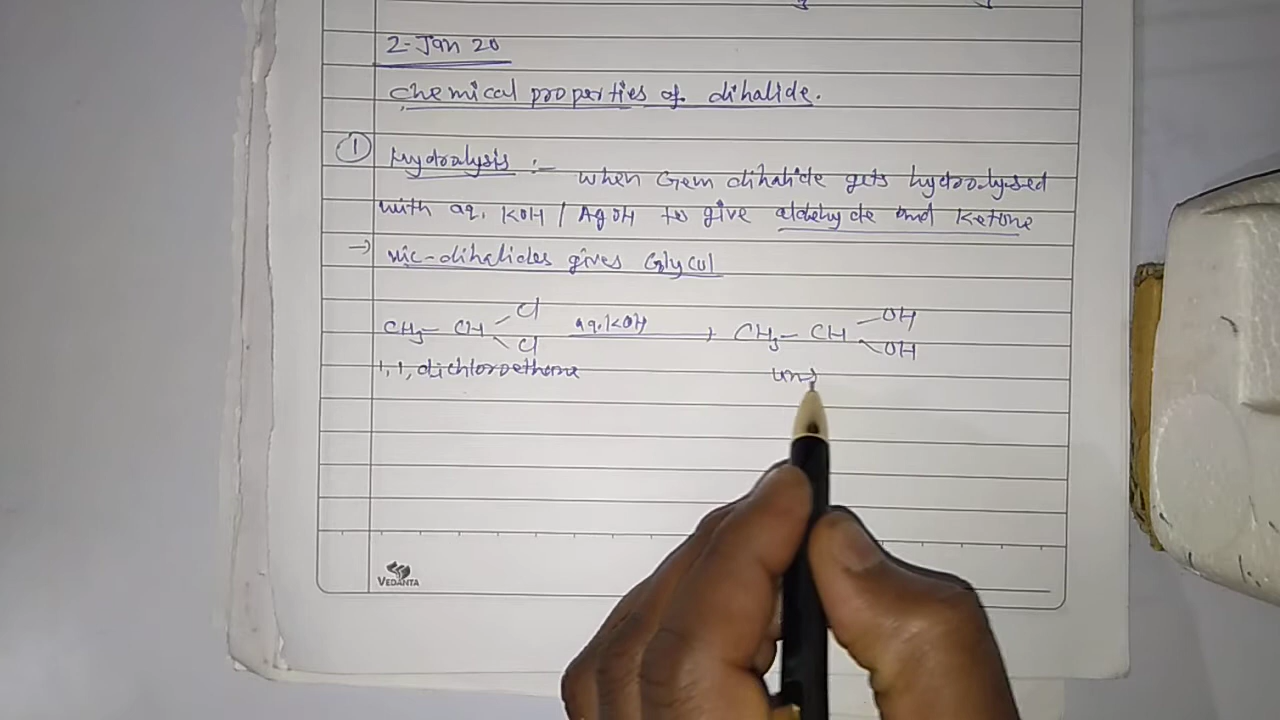 2-Jan 20
Chemical properties of dihalide.
1 Hydrolysis :- When Gem dihalide gets hydrolysed
with aq. KOH / AgOH to give aldehyde and Ketone
→ vic-dihalides gives Glycol
CH3 - CH Cl Cl aq. KOH → CH3 - CH OH OH
1,1, dichloroethane uns
VEDANTA